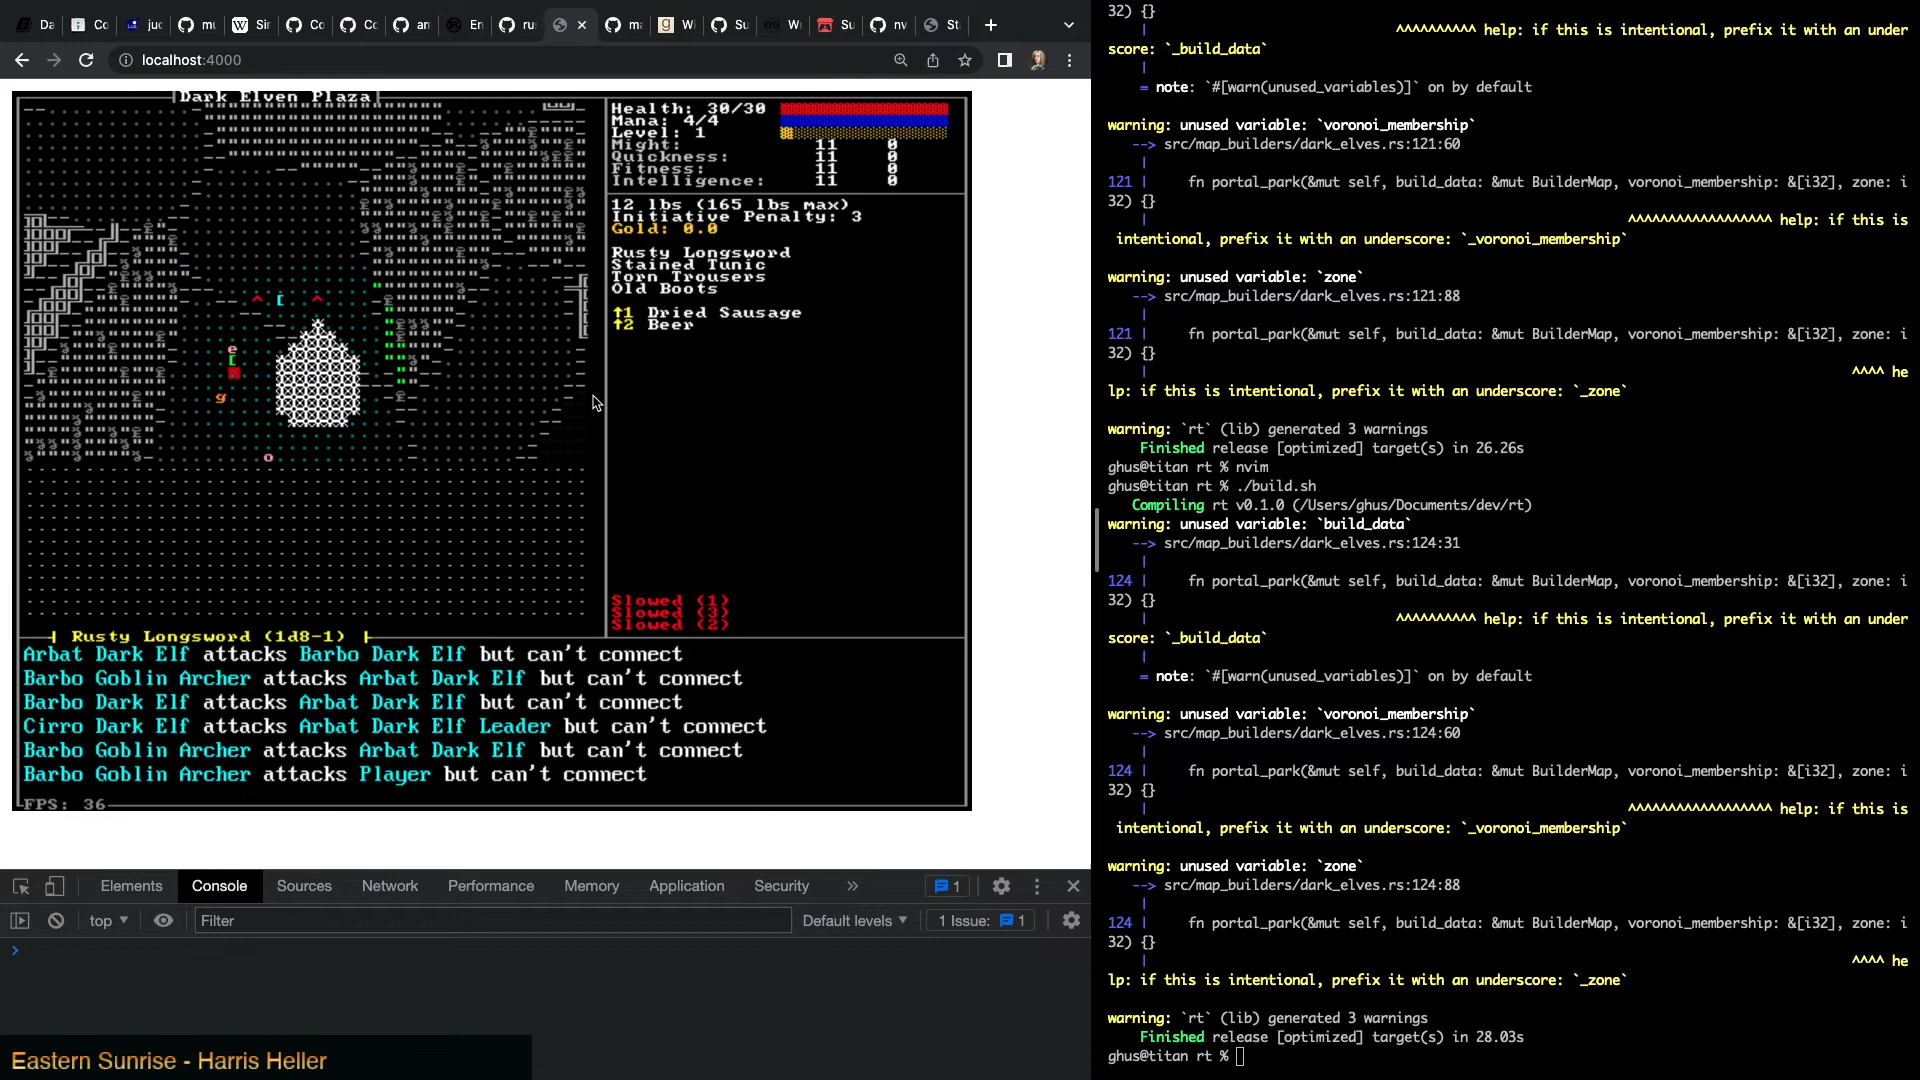 Da
Co
juc
mu
Sir
Co
Co
an
En
ru
ma
Wi
Su
Wi
Su
nv
Sta
localhost:4000
Dark Elven Plaza
Health: 30/30
Mana: 4/4
Level: 1
Might: 11 0
Quickness: 11 0
Fitness: 11 0
Intelligence: 11 0
12 lbs (165 lbs max)
Initiative Penalty: 3
Gold: 0.0
Rusty Longsword
Stained Tunic
Torn Trousers
Old Boots
↑1 Dried Sausage
↑2 Beer
Slowed (1)
Slowed (3)
Slowed (2)
Rusty Longsword (1d8-1)
Arbat Dark Elf attacks Barbo Dark Elf but can't connect
Barbo Goblin Archer attacks Arbat Dark Elf but can't connect
Barbo Dark Elf attacks Arbat Dark Elf but can't connect
Cirro Dark Elf attacks Arbat Dark Elf Leader but can't connect
Barbo Goblin Archer attacks Arbat Dark Elf but can't connect
Barbo Goblin Archer attacks Player but can't connect
FPS: 36
Elements Console Sources Network Performance Memory Application Security » 1
top Filter Default levels 1 Issue: 1
Eastern Sunrise - Harris Heller
32) {}
| ^^^^^^^^^^ help: if this is intentional, prefix it with an under
score: `_build_data`
|
= note: `#[warn(unused_variables)]` on by default
warning: unused variable: `voronoi_membership`
--> src/map_builders/dark_elves.rs:121:60
|
121 | fn portal_park(&mut self, build_data: &mut BuilderMap, voronoi_membership: &[i32], zone: i
32) {}
| ^^^^^^^^^^^^^^^^^^ help: if this is
intentional, prefix it with an underscore: `_voronoi_membership`
warning: unused variable: `zone`
--> src/map_builders/dark_elves.rs:121:88
|
121 | fn portal_park(&mut self, build_data: &mut BuilderMap, voronoi_membership: &[i32], zone: i
32) {}
| ^^^^ he
lp: if this is intentional, prefix it with an underscore: `_zone`
warning: `rt` (lib) generated 3 warnings
Finished release [optimized] target(s) in 26.26s
ghus@titan rt % nvim
ghus@titan rt % ./build.sh
Compiling rt v0.1.0 (/Users/ghus/Documents/dev/rt)
warning: unused variable: `build_data`
--> src/map_builders/dark_elves.rs:124:31
|
124 | fn portal_park(&mut self, build_data: &mut BuilderMap, voronoi_membership: &[i32], zone: i
32) {}
| ^^^^^^^^^^ help: if this is intentional, prefix it with an under
score: `_build_data`
|
= note: `#[warn(unused_variables)]` on by default
warning: unused variable: `voronoi_membership`
--> src/map_builders/dark_elves.rs:124:60
|
124 | fn portal_park(&mut self, build_data: &mut BuilderMap, voronoi_membership: &[i32], zone: i
32) {}
| ^^^^^^^^^^^^^^^^^^ help: if this is
intentional, prefix it with an underscore: `_voronoi_membership`
warning: unused variable: `zone`
--> src/map_builders/dark_elves.rs:124:88
|
124 | fn portal_park(&mut self, build_data: &mut BuilderMap, voronoi_membership: &[i32], zone: i
32) {}
| ^^^^ he
lp: if this is intentional, prefix it with an underscore: `_zone`
warning: `rt` (lib) generated 3 warnings
Finished release [optimized] target(s) in 28.03s
ghus@titan rt %